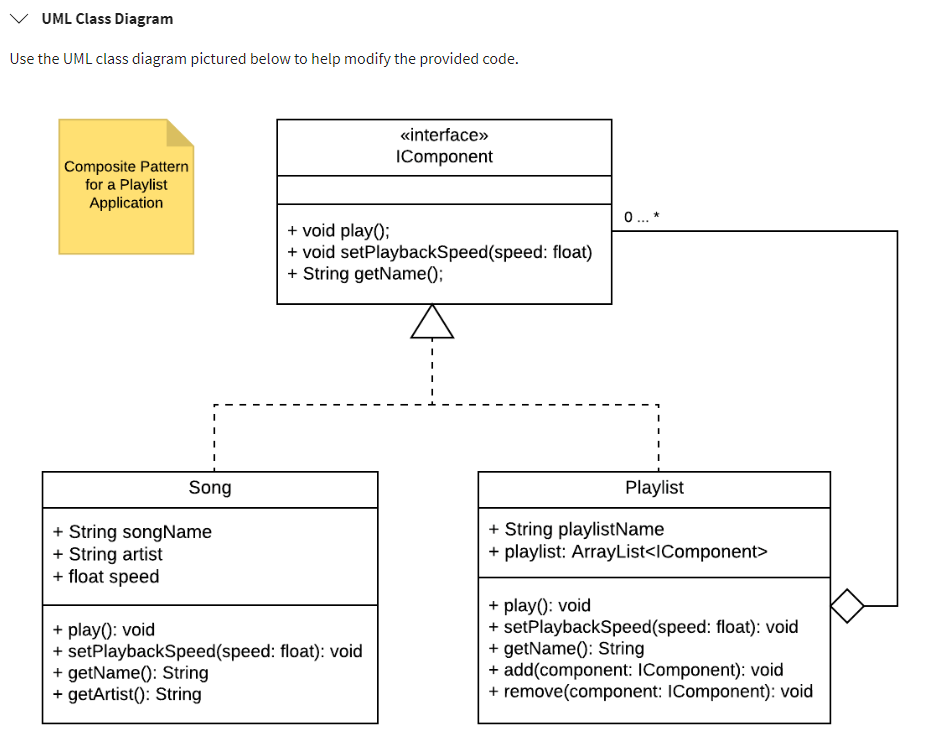 UML Class Diagram
Use the UML class diagram pictured below to help modify the provided code.
Composite Pattern
for a Playlist
Application
«interface»
IComponent
+ void play();
+ void setPlaybackSpeed(speed: float)
+ String getName();
0 ... *
Song
+ String songName
+ String artist
+ float speed
+ play(): void
+ setPlaybackSpeed(speed: float): void
+ getName(): String
+ getArtist(): String
Playlist
+ String playlistName
+ playlist: ArrayList<IComponent>
+ play(): void
+ setPlaybackSpeed(speed: float): void
+ getName(): String
+ add(component: IComponent): void
+ remove(component: IComponent): void